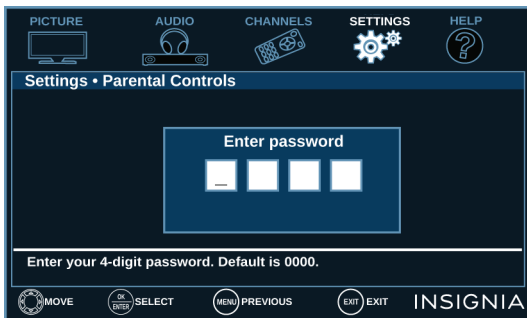 PICTURE AUDIO CHANNELS SETTINGS HELP
?
Settings • Parental Controls
Enter password
_
Enter your 4-digit password. Default is 0000.
MOVE OK ENTER SELECT MENU PREVIOUS EXIT EXIT INSIGNIA